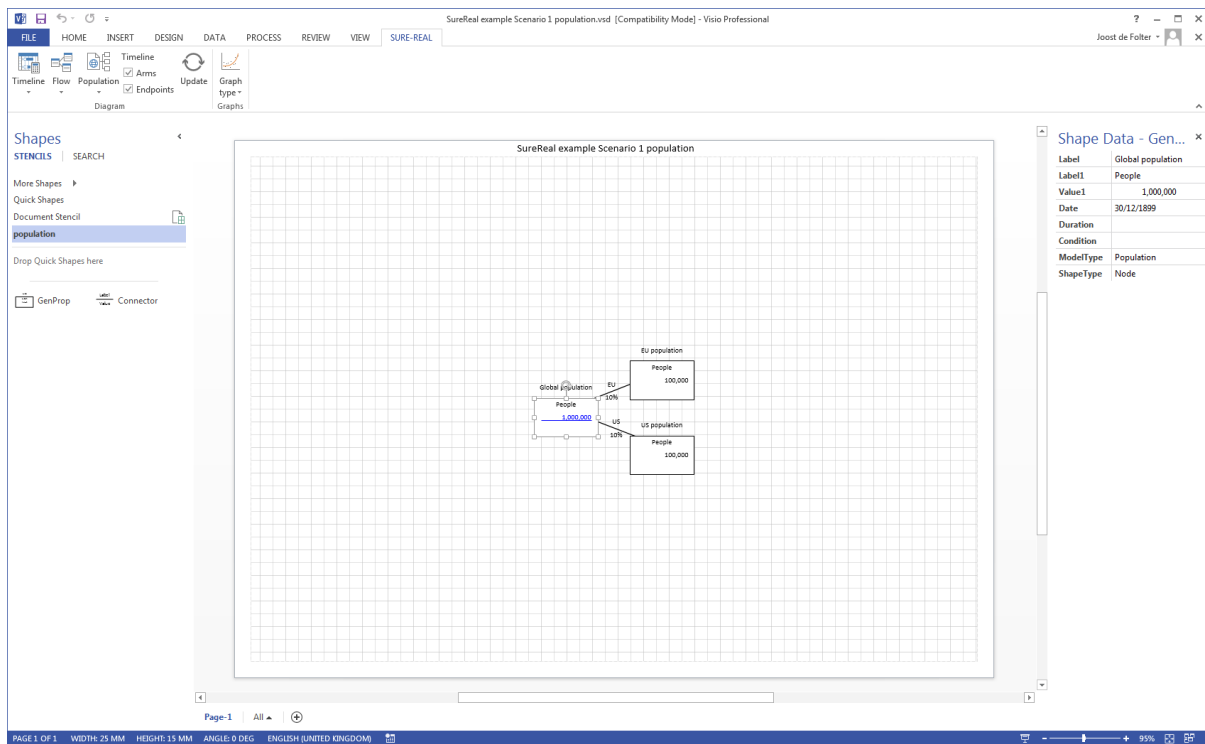 SureReal example Scenario 1 population.vsd [Compatibility Mode] - Visio Professional
FILE HOME INSERT DESIGN DATA PROCESS REVIEW VIEW SURE-REAL
Joost de Folter
Timeline
Flow
Population
Timeline
Arms
Endpoints
Update
Graph
type
Diagram
Graphs
Shapes
STENCILS SEARCH
More Shapes
Quick Shapes
Document Stencil
population
Drop Quick Shapes here
GenProp
Label
Value
Connector
SureReal example Scenario 1 population
EU population
People
100,000
Global population
People
1,000,000
EU
10%
US
10%
US population
People
100,000
Shape Data - Gen...
Label Global population
Label1 People
Value1 1,000,000
Date 30/12/1899
Duration
Condition
ModelType Population
ShapeType Node
Page-1 All
PAGE 1 OF 1 WIDTH: 25 MM HEIGHT: 15 MM ANGLE: 0 DEG ENGLISH (UNITED KINGDOM) 95%